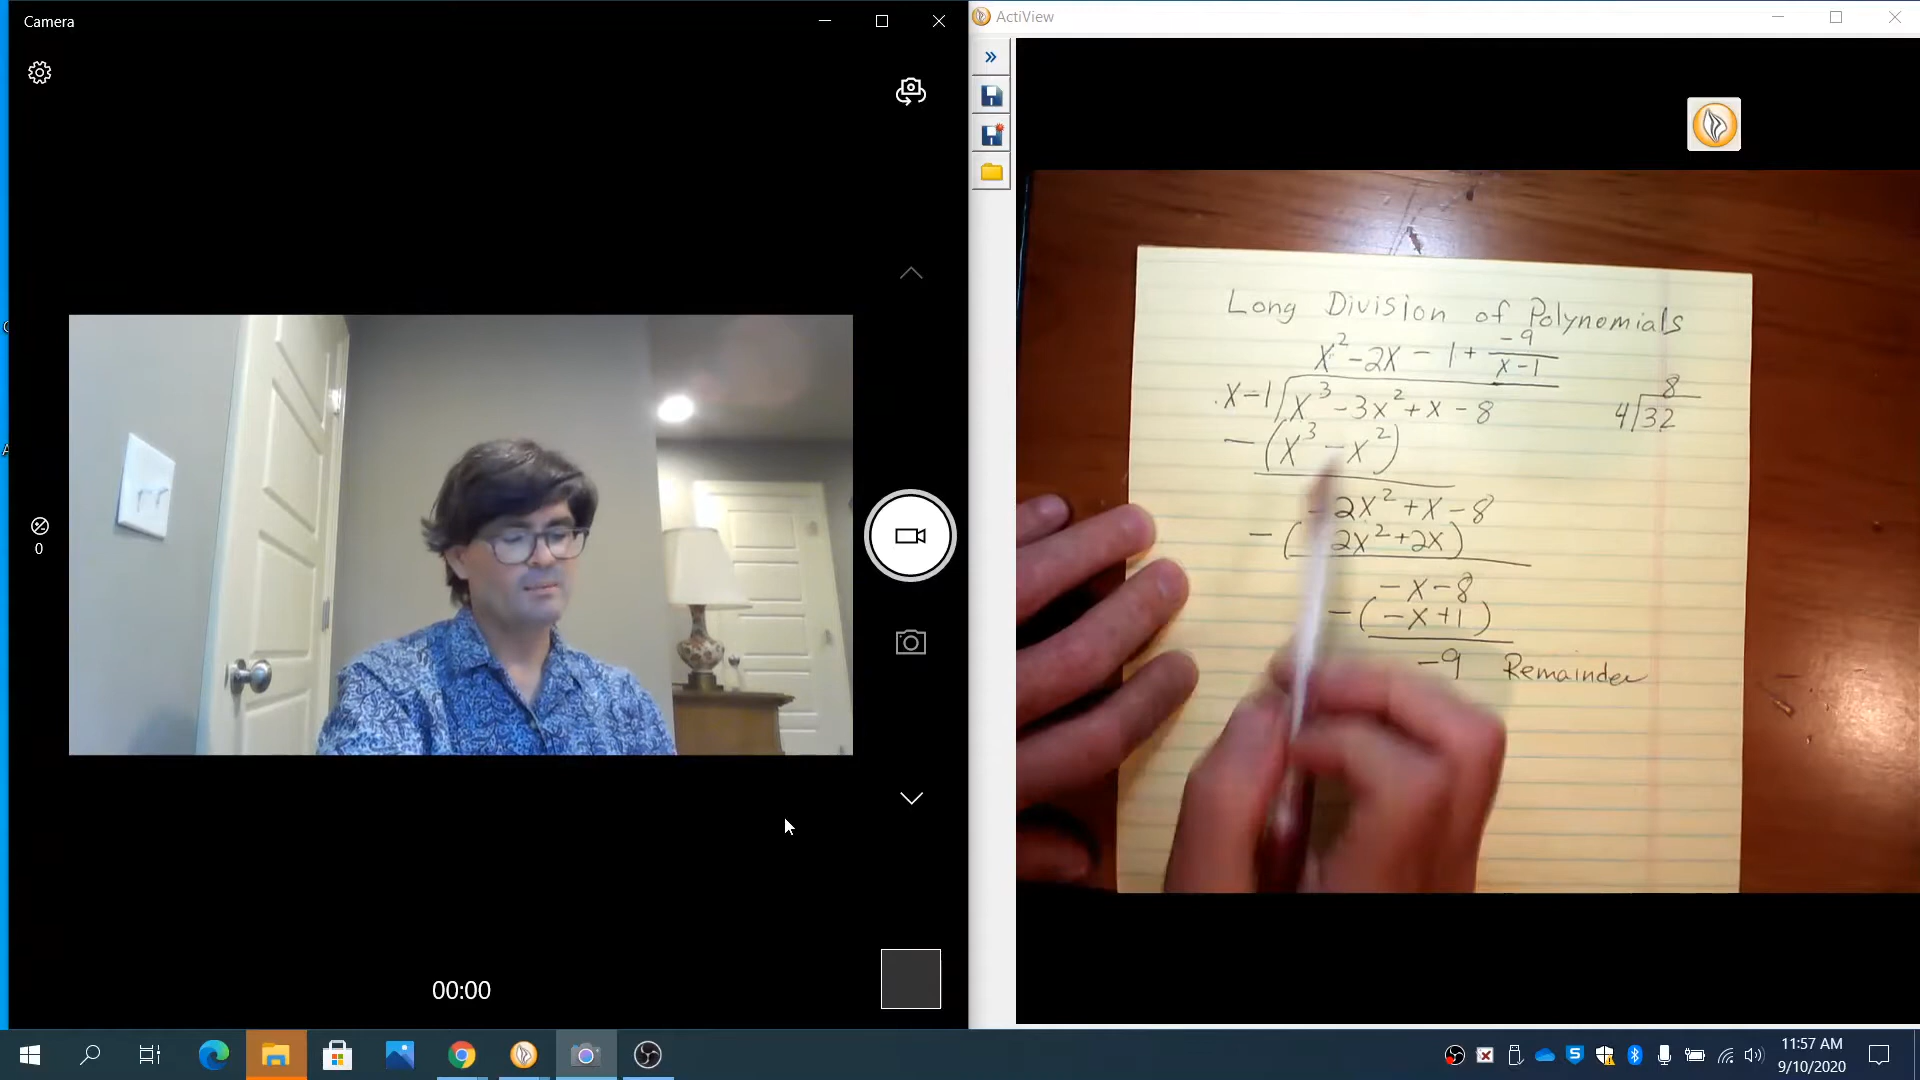 Camera
ActiView
0
Long Division of Polynomials
x² - 2x - 1 + -9/(x - 1)
x - 1 ) x³ - 3x² + x - 8
- (x³ - x²)
- 2x² + x - 8
- ( 2x² + 2x)
- x - 8
- (- x + 1)
-9 Remainder
8
4 ) 32
00:00
11:57 AM
9/10/2020